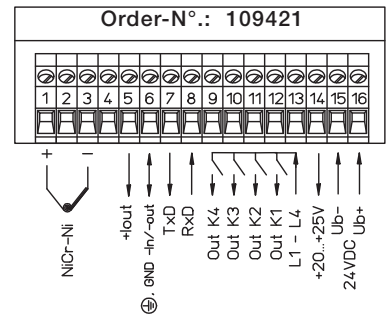 Order-N°.: 109421
1 2 3 4 5 6 7 8 9 10 11 12 13 14 15 16
+ −
NiCr-Ni
+Iout
. GND -In/-out
TxD
RxD
Out K4
Out K3
Out K2
Out K1
L1 - L4
+20...+25V
Ub-
24VDC Ub+